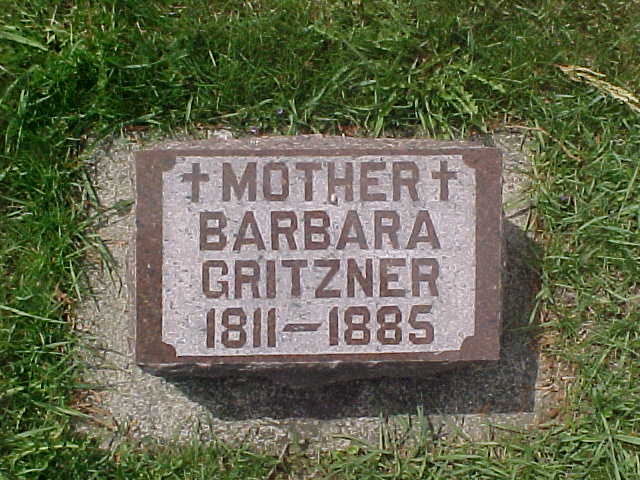 ✝ MOTHER ✝
BARBARA
GRITZNER
1811-1885